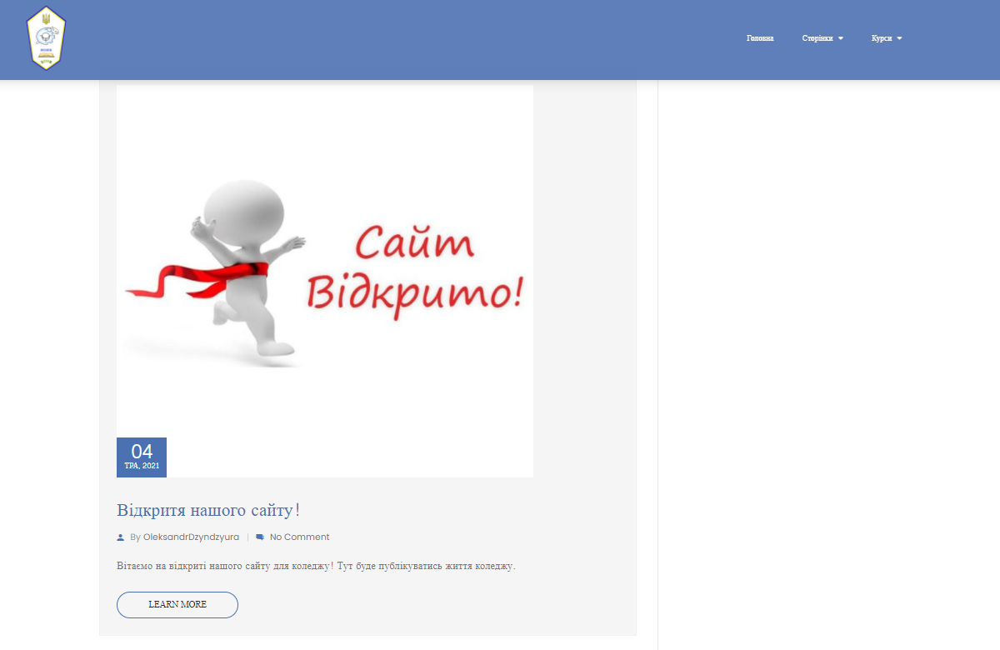 Головна
Сторінки
Курси
Сайт
Відкрито!
04
ТРА, 2021
Відкритя нашого сайту!
By OleksandrDzyndzyura | No Comment
Вітаємо на відкриті нашого сайту для коледжу! Тут буде публікуватись життя коледжу.
LEARN MORE